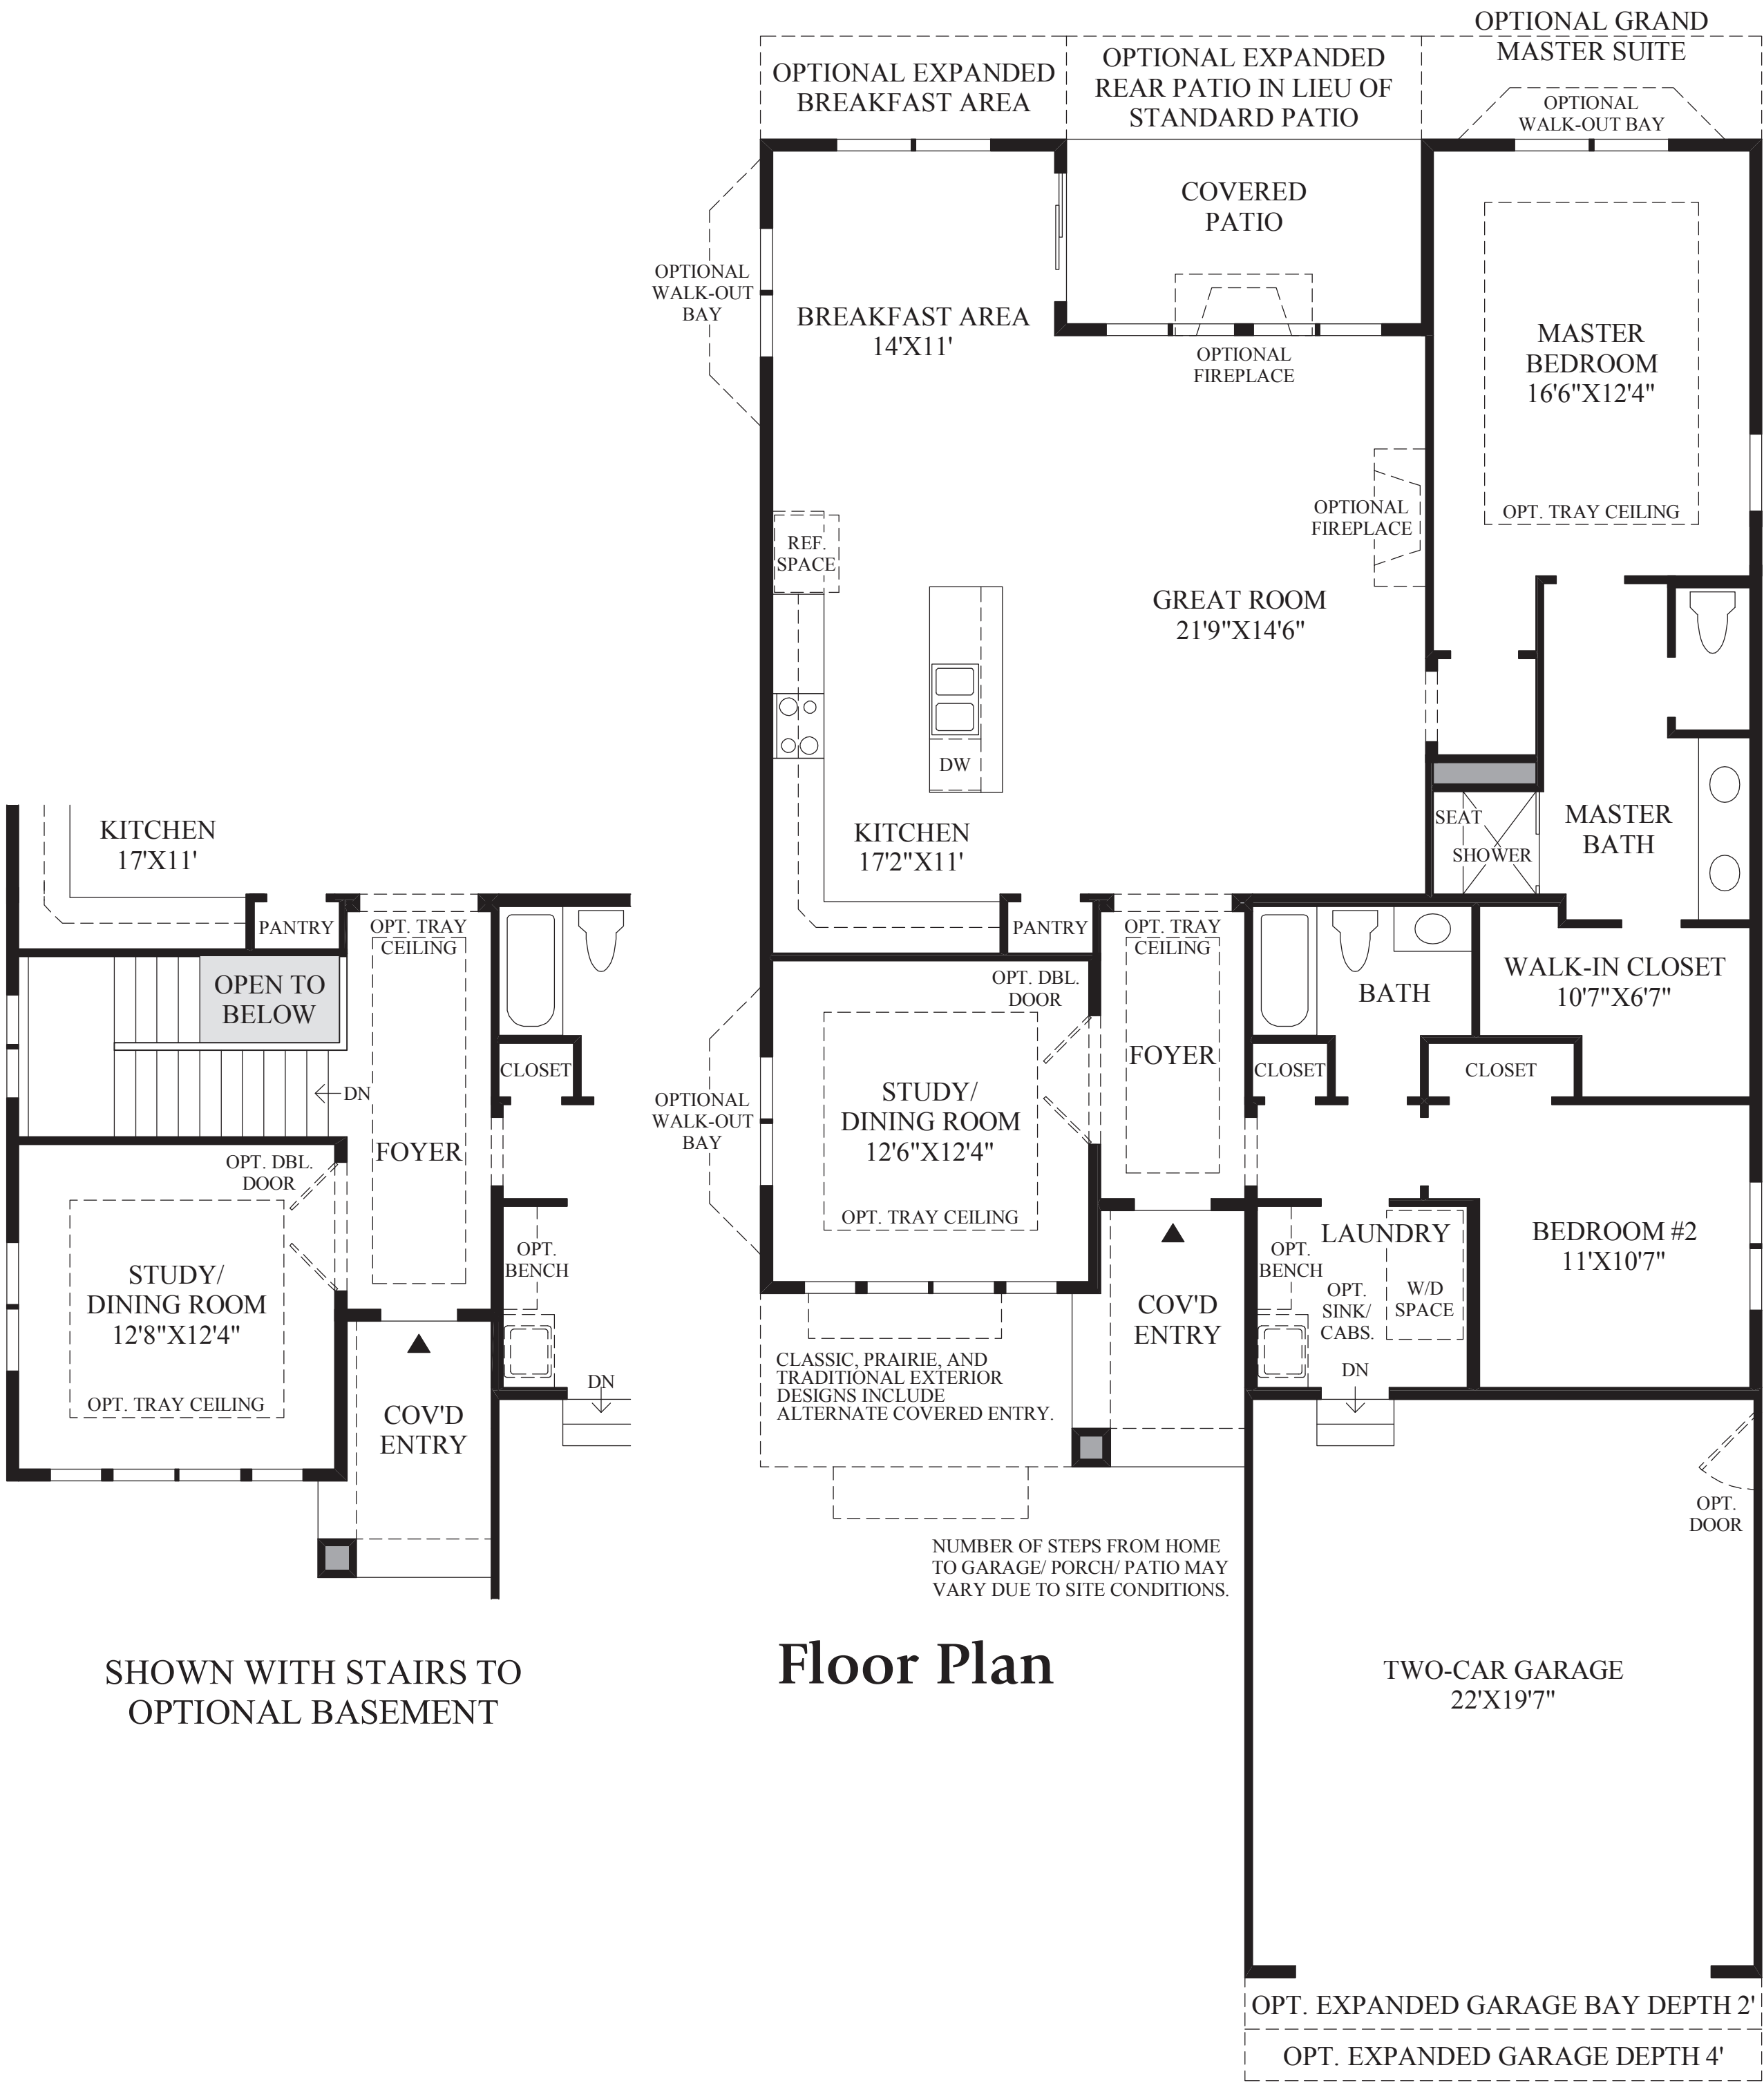 OPTIONAL GRAND
MASTER SUITE
OPTIONAL EXPANDED
BREAKFAST AREA
OPTIONAL EXPANDED
REAR PATIO IN LIEU OF
STANDARD PATIO
OPTIONAL
WALK-OUT BAY
COVERED
PATIO
OPTIONAL
WALK-OUT
BAY
BREAKFAST AREA
14'X11'
OPTIONAL
FIREPLACE
MASTER
BEDROOM
16'6"X12'4"
OPT. TRAY CEILING
OPTIONAL
FIREPLACE
REF.
SPACE
GREAT ROOM
21'9"X14'6"
DW
KITCHEN
17'2"X11'
SEAT
SHOWER
MASTER
BATH
PANTRY
OPT. TRAY
CEILING
OPT. DBL.
DOOR
BATH
WALK-IN CLOSET
10'7"X6'7"
FOYER
CLOSET
CLOSET
OPTIONAL
WALK-OUT
BAY
STUDY/
DINING ROOM
12'6"X12'4"
OPT. TRAY CEILING
LAUNDRY
OPT.
BENCH
OPT.
SINK/
CABS.
W/D
SPACE
BEDROOM #2
11'X10'7"
COV'D
ENTRY
DN
CLASSIC, PRAIRIE, AND
TRADITIONAL EXTERIOR
DESIGNS INCLUDE
ALTERNATE COVERED ENTRY.
OPT.
DOOR
NUMBER OF STEPS FROM HOME
TO GARAGE/ PORCH/ PATIO MAY
VARY DUE TO SITE CONDITIONS.
Floor Plan
TWO-CAR GARAGE
22'X19'7"
OPT. EXPANDED GARAGE BAY DEPTH 2'
OPT. EXPANDED GARAGE DEPTH 4'
KITCHEN
17'X11'
PANTRY
OPT. TRAY
CEILING
OPEN TO
BELOW
CLOSET
DN
FOYER
OPT. DBL.
DOOR
STUDY/
DINING ROOM
12'8"X12'4"
OPT. TRAY CEILING
OPT.
BENCH
DN
COV'D
ENTRY
SHOWN WITH STAIRS TO
OPTIONAL BASEMENT